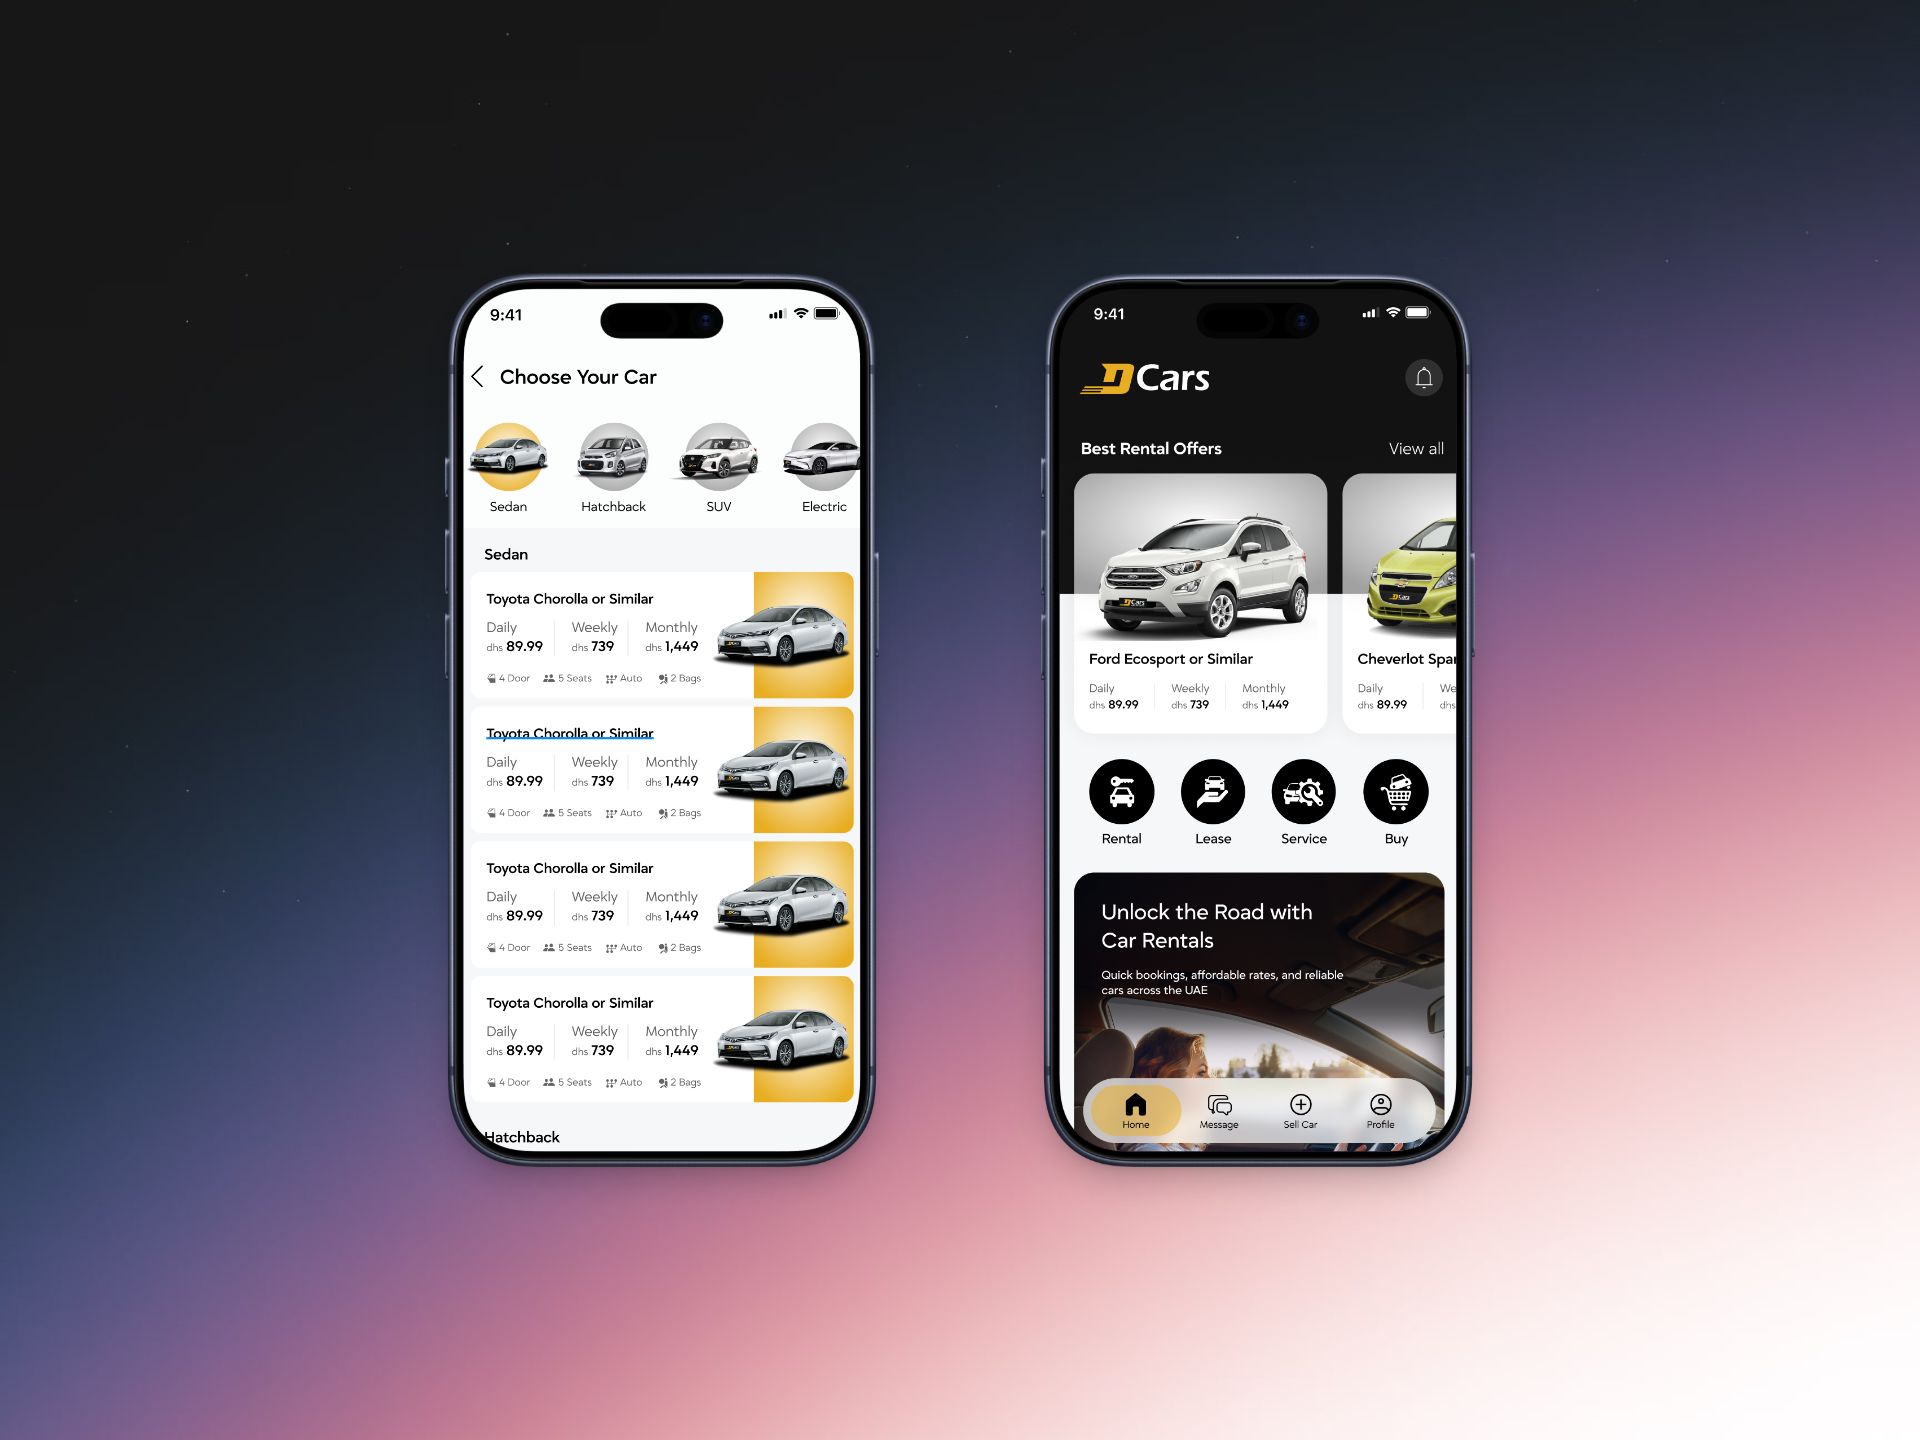 9:41
Choose Your Car
Sedan
Hatchback
SUV
Electric
Sedan
Toyota Chorolla or Similar
Daily
Weekly
Monthly
dhs 89.99
dhs 739
dhs 1,449
4 Door
5 Seats
Auto
2 Bags
Toyota Chorolla or Similar
Daily
Weekly
Monthly
dhs 89.99
dhs 739
dhs 1,449
4 Door
5 Seats
Auto
2 Bags
Toyota Chorolla or Similar
Daily
Weekly
Monthly
dhs 89.99
dhs 739
dhs 1,449
4 Door
5 Seats
Auto
2 Bags
Toyota Chorolla or Similar
Daily
Weekly
Monthly
dhs 89.99
dhs 739
dhs 1,449
4 Door
5 Seats
Auto
2 Bags
Hatchback
9:41
D Cars
Best Rental Offers
View all
Ford Ecosport or Similar
Daily
Weekly
Monthly
dhs 89.99
dhs 739
dhs 1,449
Cheverlot Spar
Daily
We
dhs 89.99
dhs
Rental
Lease
Service
Buy
Unlock the Road with
Car Rentals
Quick bookings, affordable rates, and reliable
cars across the UAE
Home
Message
Sell Car
Profile